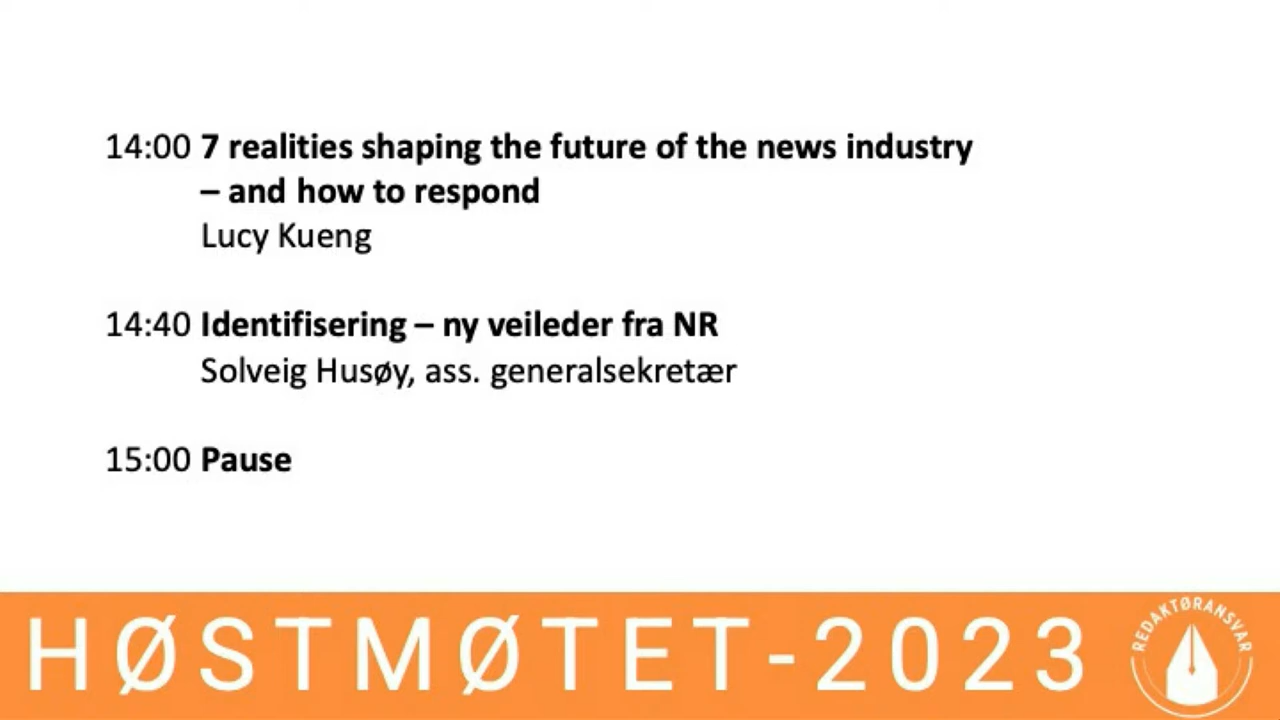 14:00 7 realities shaping the future of the news industry
– and how to respond
Lucy Kueng
14:40 Identifisering – ny veileder fra NR
Solveig Husøy, ass. generalsekretær
15:00 Pause
HØSTMØTET-2023
REDAKTØRANSVAR